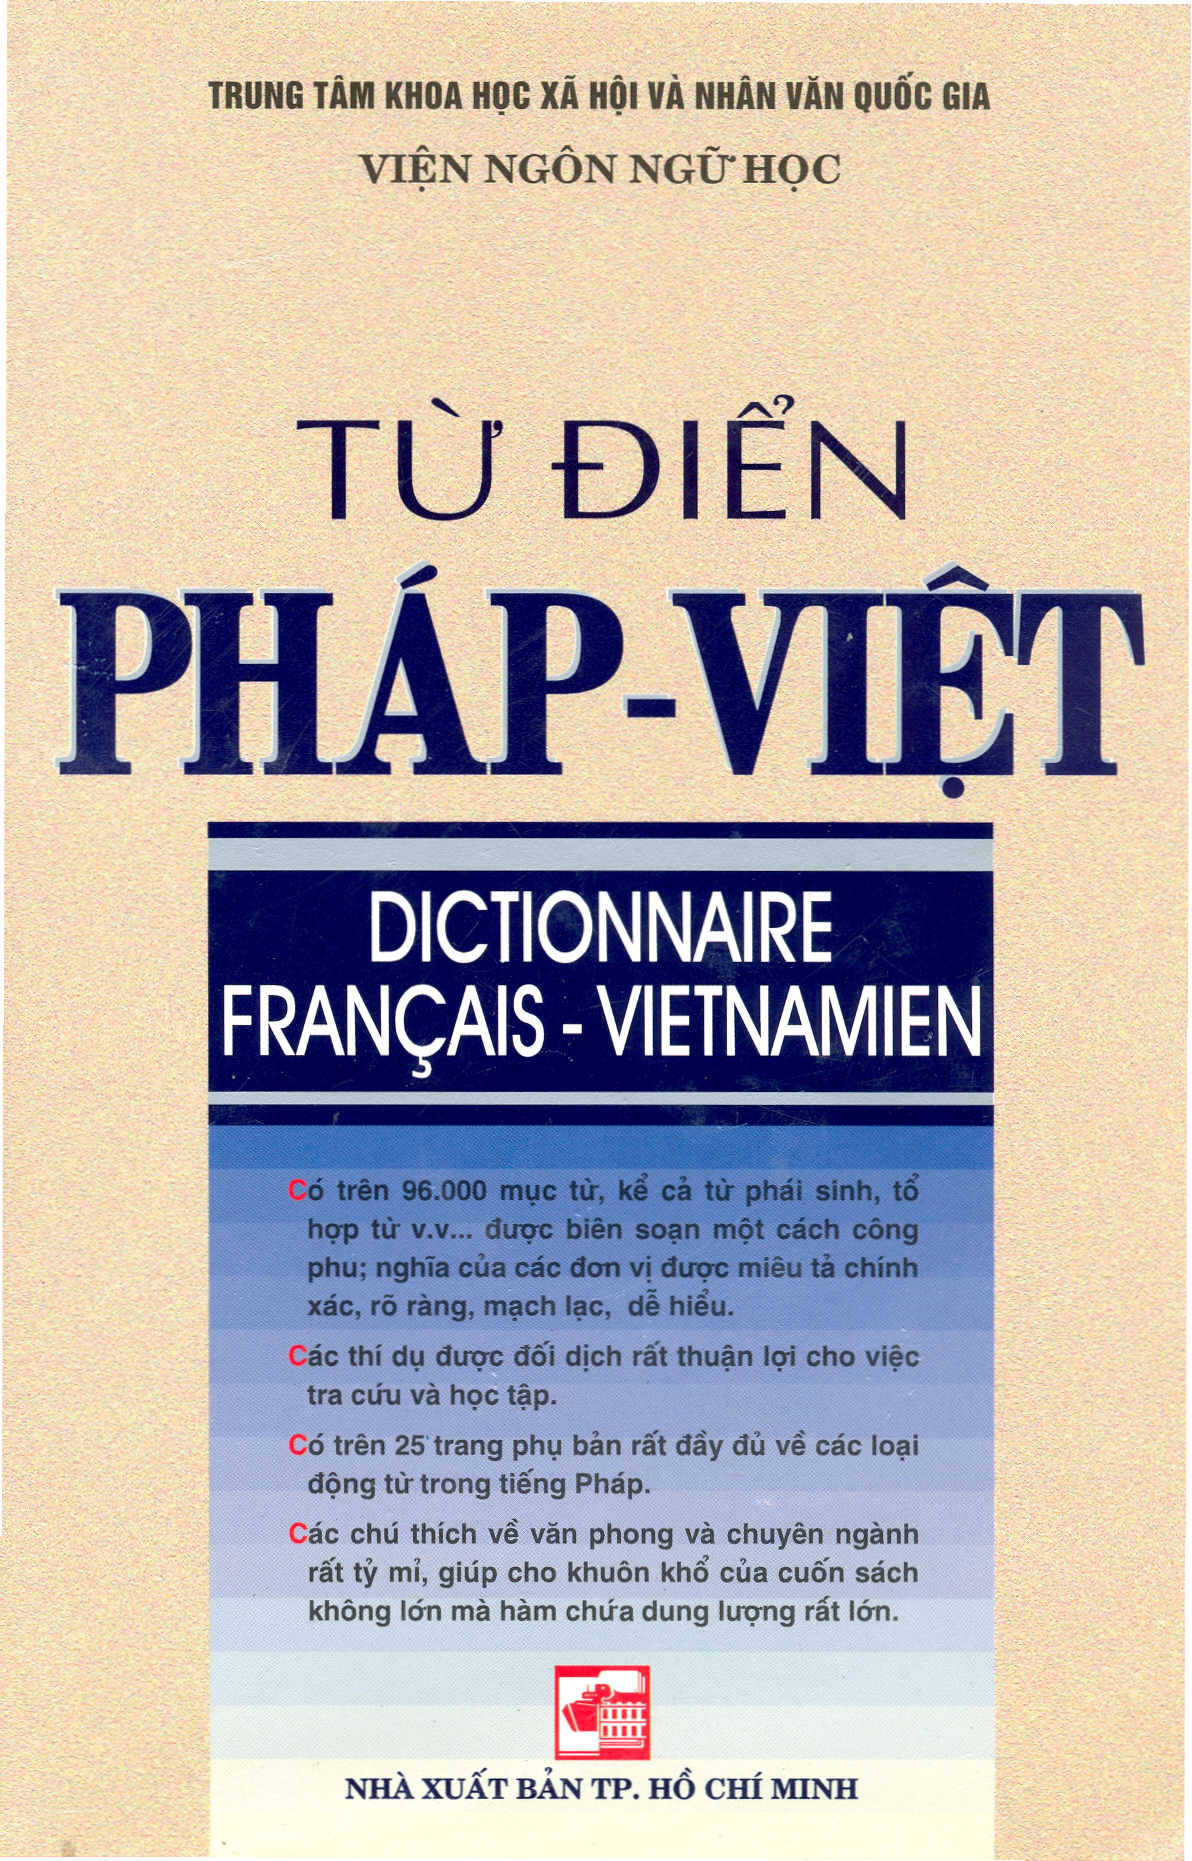 TRUNG TÂM KHOA HỌC XÃ HỘI VÀ NHÂN VĂN QUỐC GIA
VIỆN NGÔN NGỮ HỌC
TỪ ĐIỂN
PHÁP-VIỆT
DICTIONNAIRE
FRANÇAIS - VIETNAMIEN
Có trên 96.000 mục từ, kể cả từ phái sinh, tổ
hợp từ v.v... được biên soạn một cách công
phu; nghĩa của các đơn vị được miêu tả chính
xác, rõ ràng, mạch lạc, dễ hiểu.
Các thí dụ được đối dịch rất thuận lợi cho việc
tra cứu và học tập.
Có trên 25 trang phụ bản rất đầy đủ về các loại
động từ trong tiếng Pháp.
Các chú thích về văn phong và chuyên ngành
rất tỷ mỉ, giúp cho khuôn khổ của cuốn sách
không lớn mà hàm chứa dung lượng rất lớn.
NHÀ XUẤT BẢN TP. HỒ CHÍ MINH